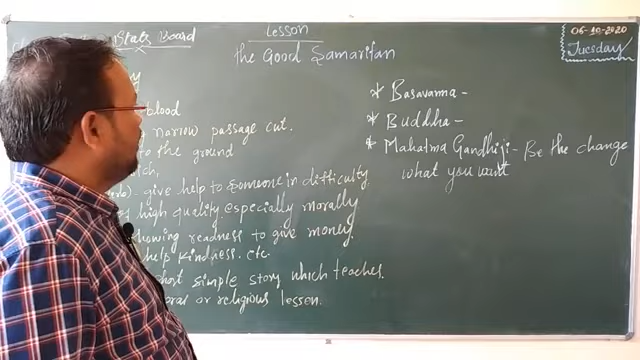 State Board
Lesson
the Good Samaritan
06-10-2020
Tuesday
blood
narrow passage cut.
to the ground
give help to someone in difficulty.
high quality especially morally
showing readiness to give money.
help kindness. etc.
short simple story which teaches
or religious lesson.
* Basavanna -
* Buddha -
* Mahatma Gandhiji - Be the change
what you want